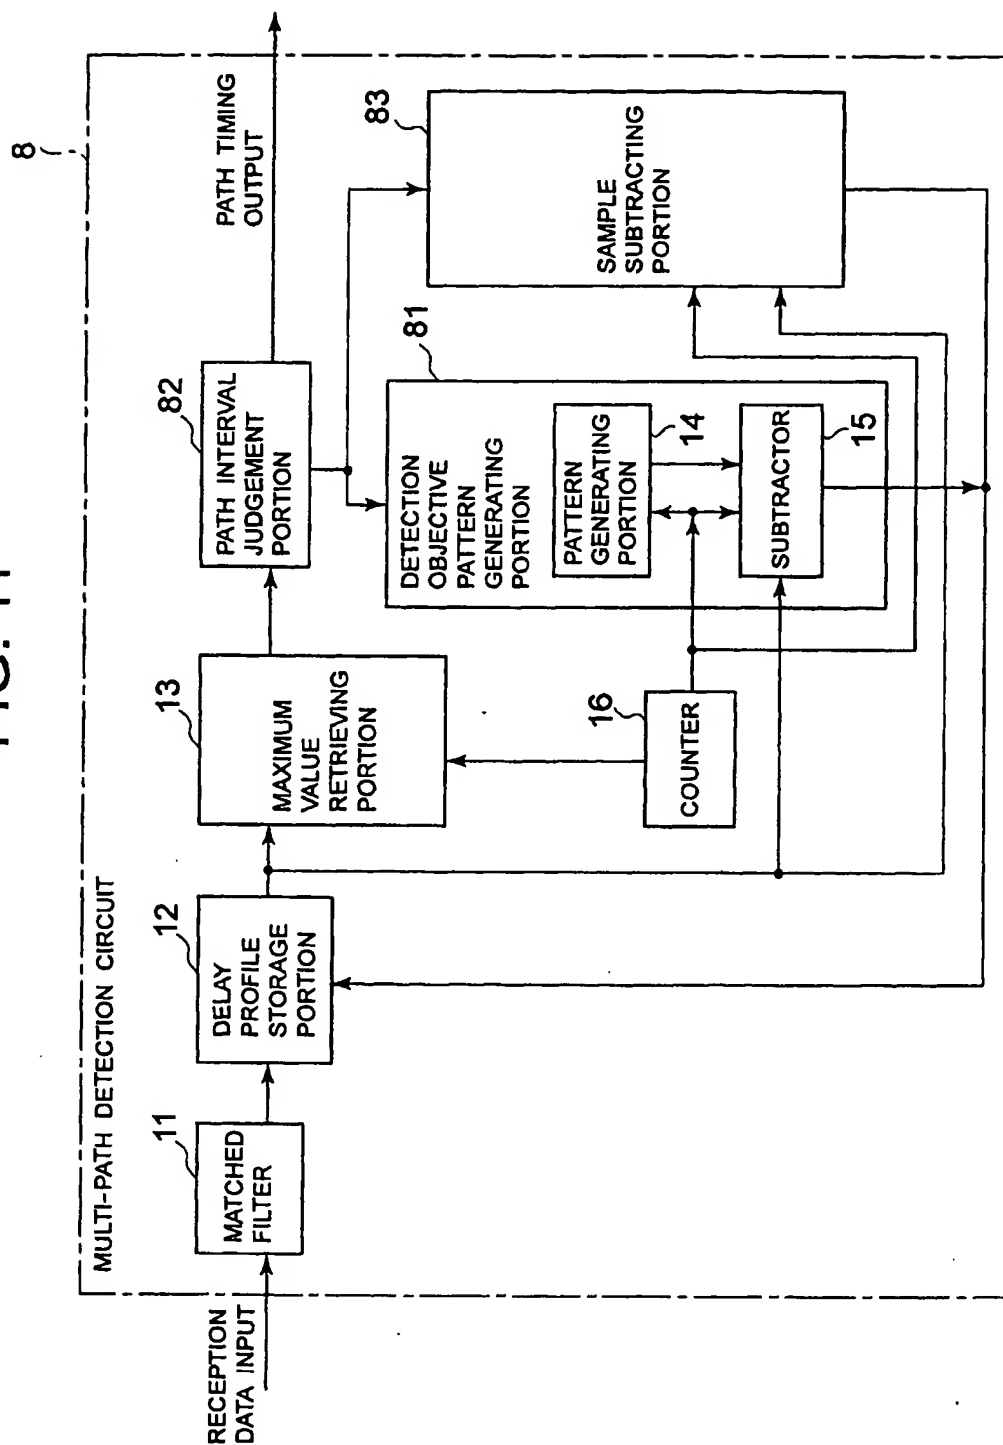 8
MULTI-PATH DETECTION CIRCUIT
RECEPTION
DATA INPUT
11
MATCHED
FILTER
12
DELAY
PROFILE
STORAGE
PORTION
13
MAXIMUM
VALUE
RETRIEVING
PORTION
82
PATH INTERVAL
JUDGEMENT
PORTION
PATH TIMING
OUTPUT
81
DETECTION
OBJECTIVE
PATTERN
GENERATING
PORTION
PATTERN
GENERATING
PORTION
14
SUBTRACTOR
15
16
COUNTER
83
SAMPLE
SUBTRACTING
PORTION